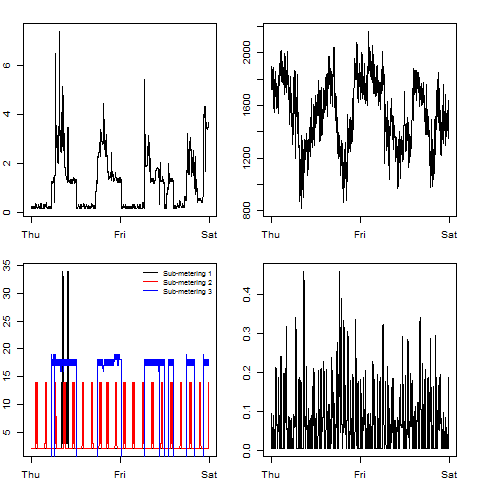 6
4
2
0
Thu Fri Sat
2000
1600
1200
800
Thu Fri Sat
35
30
25
20
15
10
5
Sub-metering 1
Sub-metering 2
Sub-metering 3
Thu Fri Sat
0.4
0.3
0.2
0.1
0.0
Thu Fri Sat